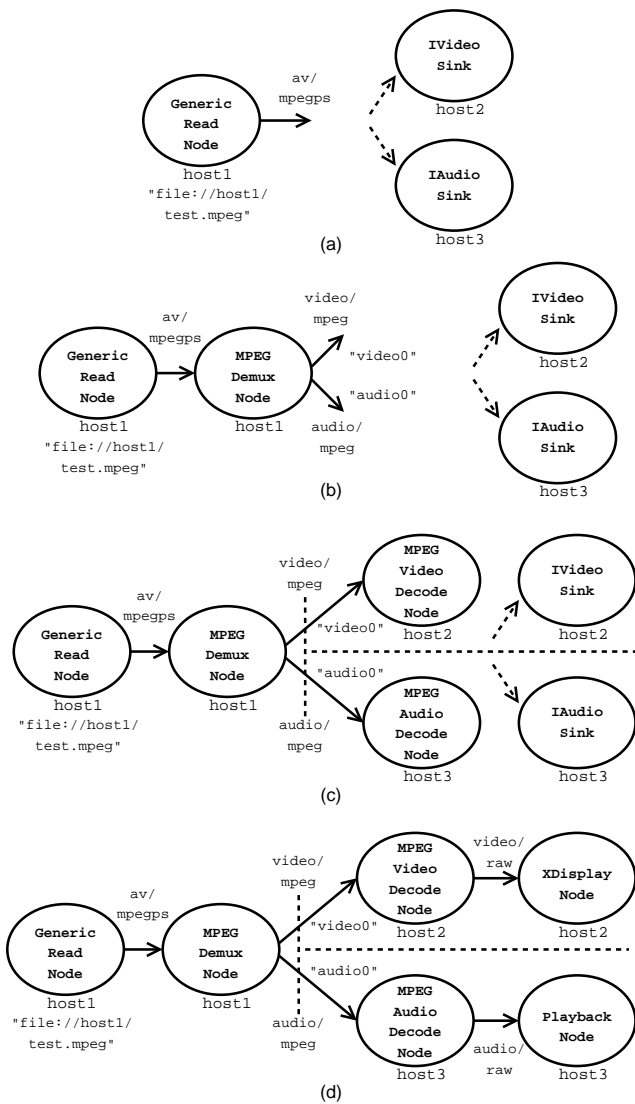 IVideo
Sink
host2
av/
mpegps
Generic
Read
Node
host1
"file://host1/
test.mpeg"
IAudio
Sink
host3
(a)
video/
mpeg
IVideo
Sink
host2
av/
mpegps
Generic
Read
Node
host1
"file://host1/
test.mpeg"
MPEG
Demux
Node
host1
"video0"
"audio0"
audio/
mpeg
IAudio
Sink
host3
(b)
video/
mpeg
MPEG
Video
Decode
Node
host2
IVideo
Sink
host2
av/
mpegps
Generic
Read
Node
host1
"file://host1/
test.mpeg"
MPEG
Demux
Node
host1
"video0"
"audio0"
audio/
mpeg
MPEG
Audio
Decode
Node
host3
IAudio
Sink
host3
(c)
video/
mpeg
MPEG
Video
Decode
Node
host2
video/
raw
XDisplay
Node
host2
av/
mpegps
Generic
Read
Node
host1
"file://host1/
test.mpeg"
MPEG
Demux
Node
host1
"video0"
"audio0"
audio/
mpeg
MPEG
Audio
Decode
Node
host3
audio/
raw
Playback
Node
host3
(d)